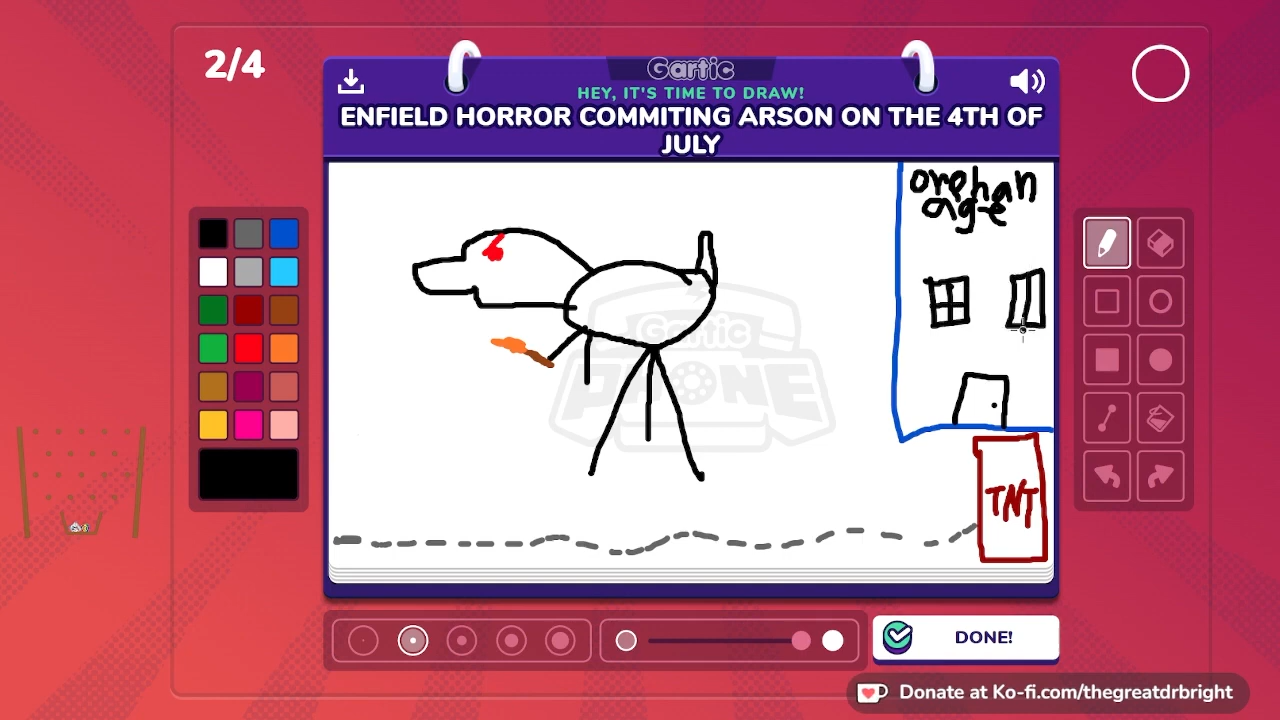 2/4
Gartic
HEY, IT'S TIME TO DRAW!
ENFIELD HORROR COMMITING ARSON ON THE 4TH OF
JULY
orphan
age
Gartic
PHONE
TNT
DONE!
Donate at Ko-fi.com/thegreatdrbright